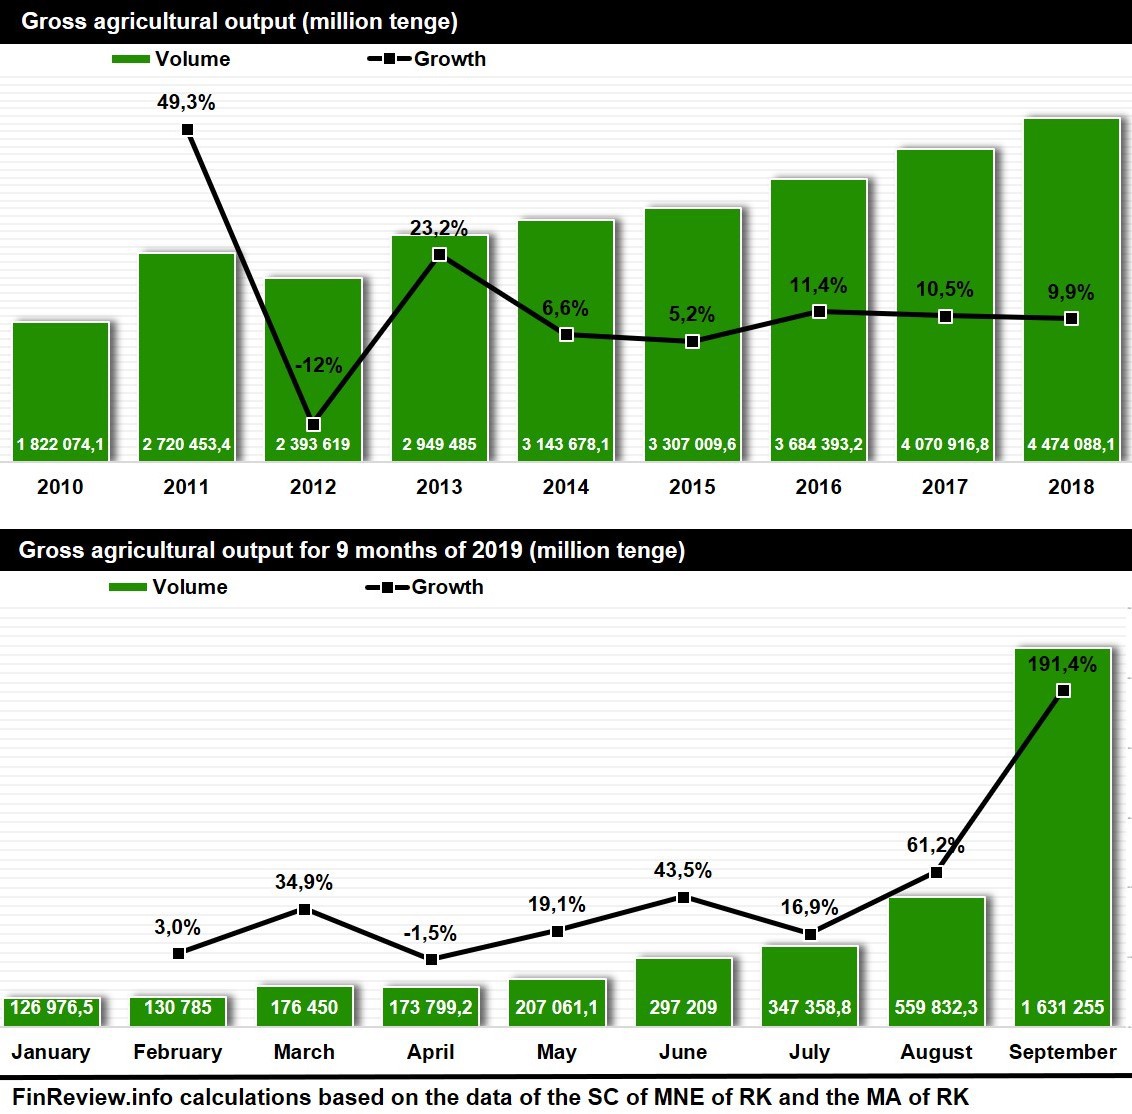 Gross agricultural output (million tenge)
Volume Growth
49,3% -12% 23,2% 6,6% 5,2% 11,4% 10,5% 9,9%
1 822 074,1 2 720 453,4 2 393 619 2 949 485 3 143 678,1 3 307 009,6 3 684 393,2 4 070 916,8 4 474 088,1
2010 2011 2012 2013 2014 2015 2016 2017 2018
Gross agricultural output for 9 months of 2019 (million tenge)
Volume Growth
3,0% 34,9% -1,5% 19,1% 43,5% 16,9% 61,2% 191,4%
126 976,5 130 785 176 450 173 799,2 207 061,1 297 209 347 358,8 559 832,3 1 631 255
January February March April May June July August September
FinReview.info calculations based on the data of the SC of MNE of RK and the MA of RK